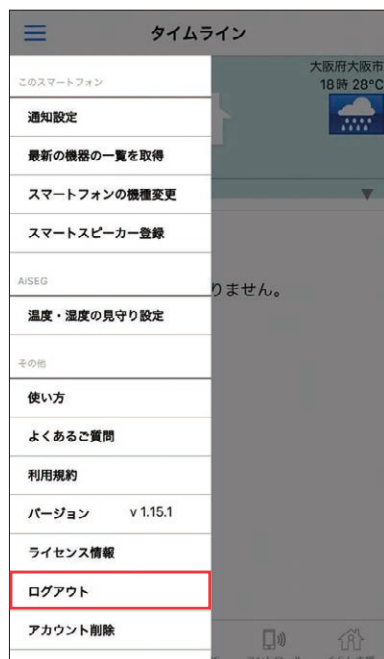 タイムライン
大阪府大阪市
18時 28°C
このスマートフォン
通知設定
最新の機器の一覧を取得
スマートフォンの機種変更
スマートスピーカー登録
AiSEG
りません。
温度・湿度の見守り設定
その他
使い方
よくあるご質問
利用規約
バージョン v 1.15.1
ライセンス情報
ログアウト
アカウント削除